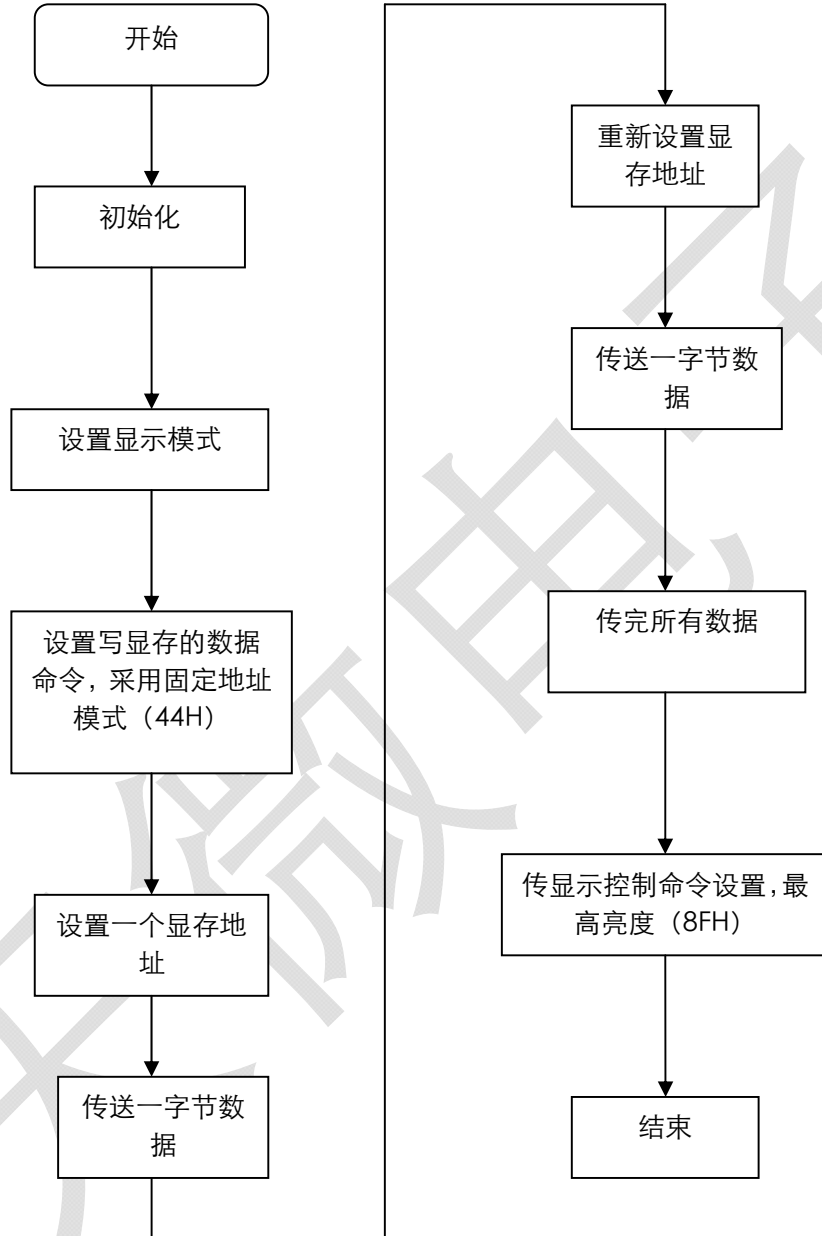 开始
初始化
设置显示模式
设置写显存的数据
命令，采用固定地址
模式（44H）
设置一个显存地
址
传送一字节数
据
重新设置显
存地址
传送一字节数
据
传完所有数据
传显示控制命令设置，最
高亮度（8FH）
结束
天微电子